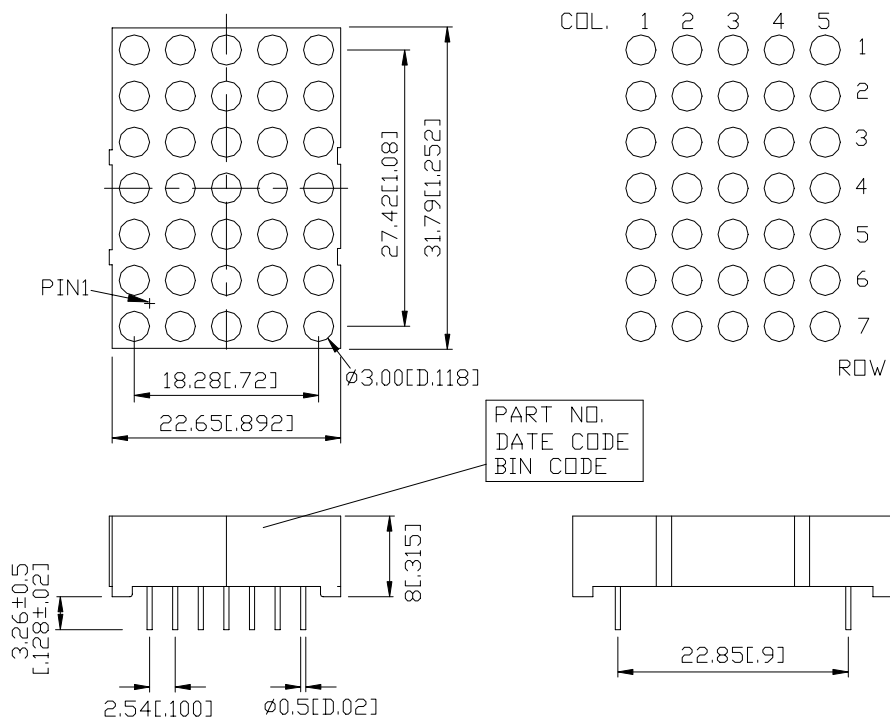 COL. 1 2 3 4 5
1
2
3
4
5
6
7
ROW
27.42[1.08]
31.79[1.252]
PIN1
18.28[.72]
ø3.00[D.118]
22.65[.892]
PART NO.
DATE CODE
BIN CODE
8[.315]
3.26±0.5
[.128±.02]
22.85[.9]
2.54[.100]
ø0.5[D.02]